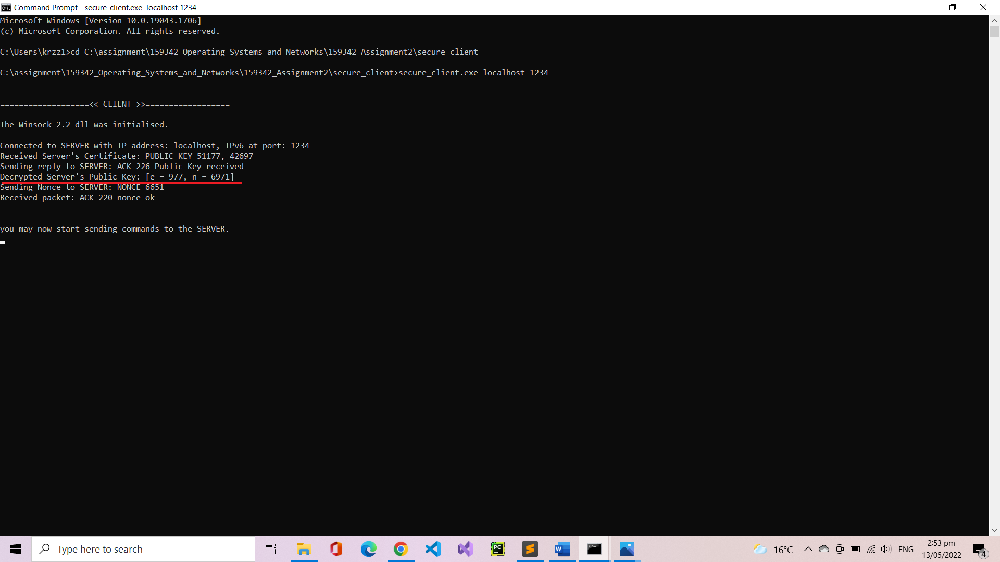 Command Prompt - secure_client.exe  localhost 1234
Microsoft Windows [Version 10.0.19043.1706]
(c) Microsoft Corporation. All rights reserved.
C:\Users\krzz1>cd C:\assignment\159342_Operating_Systems_and_Networks\159342_Assignment2\secure_client
C:\assignment\159342_Operating_Systems_and_Networks\159342_Assignment2\secure_client>secure_client.exe localhost 1234
===================<< CLIENT >>==================
The Winsock 2.2 dll was initialised.
Connected to SERVER with IP address: localhost, IPv6 at port: 1234
Received Server's Certificate: PUBLIC_KEY 51177, 42697
Sending reply to SERVER: ACK 226 Public Key received
Decrypted Server's Public Key: [e = 977, n = 6971]
Sending Nonce to SERVER: NONCE 6651
Received packet: ACK 220 nonce ok
--------------------------------------------
you may now start sending commands to the SERVER.
Type here to search
PC
W
16°C
ENG
2:53 pm
13/05/2022
4